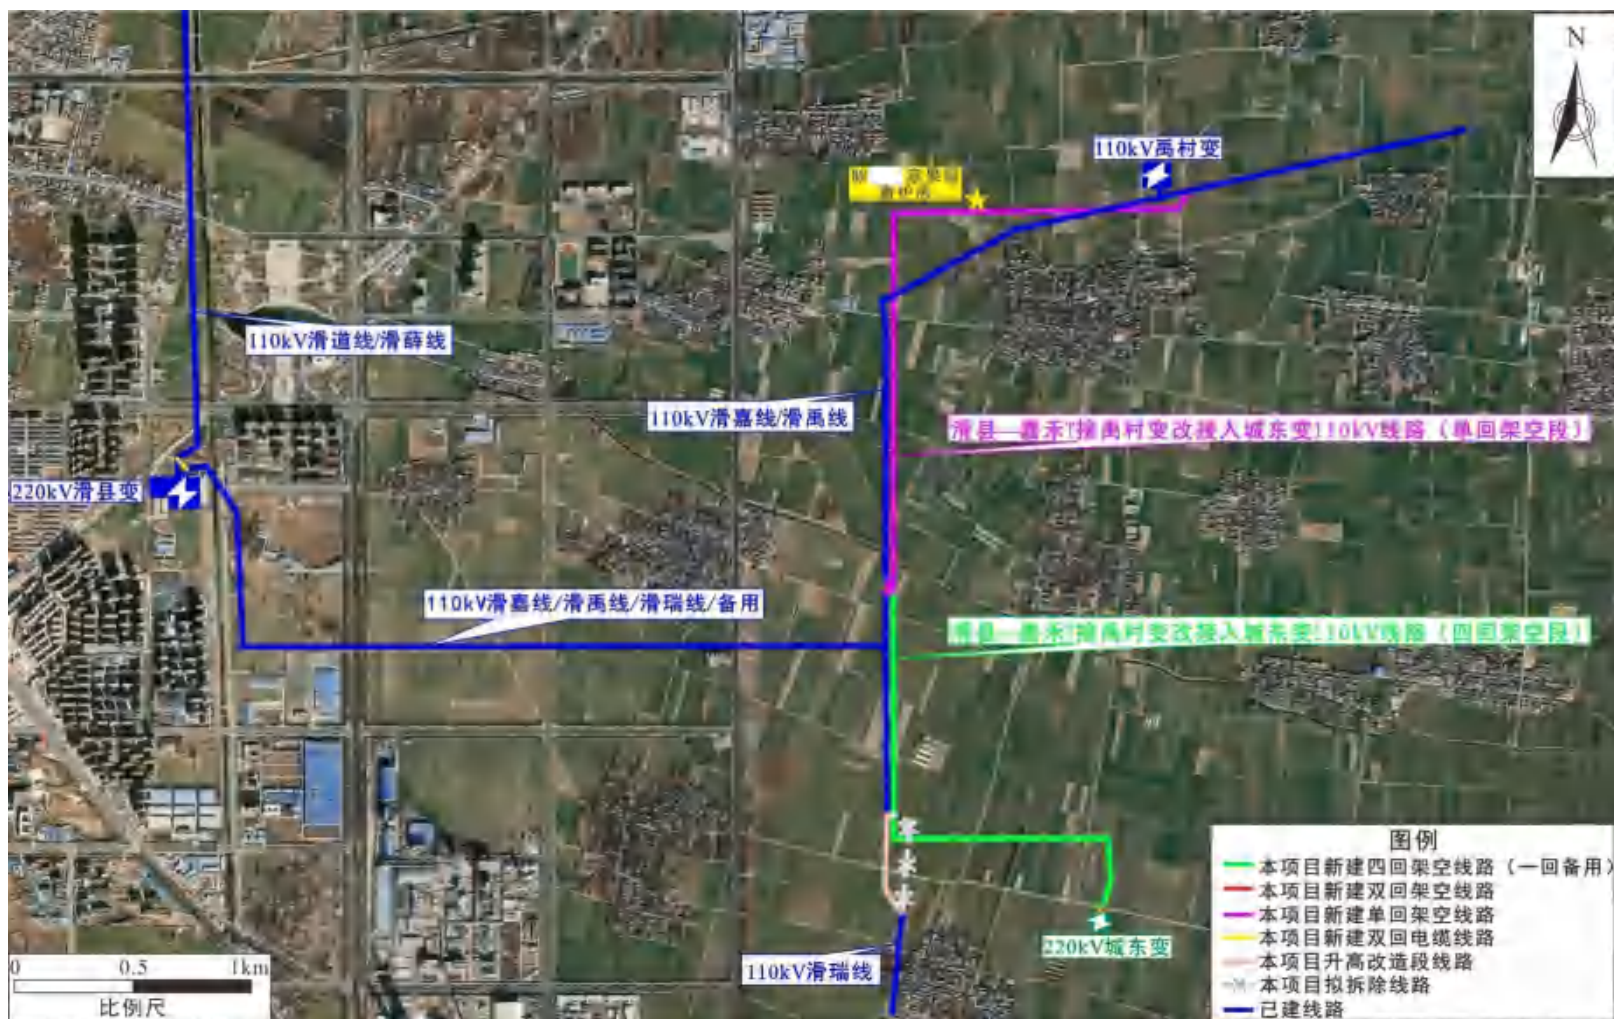 N
110kV禹村变
110kV滑道线/滑薛线
110kV滑嘉线/滑禹线
滑县—嘉禾T接禹村变改接入城东变110kV线路（单回架空段）
220kV滑县变
110kV滑嘉线/滑禹线/滑瑞线/备用
滑县—嘉禾T接禹村变改接入城东变110kV线路（四回架空段）
220kV城东变
110kV滑瑞线
0 0.5 1km
比例尺
图例
本项目新建四回架空线路（一回备用）
本项目新建双回架空线路
本项目新建单回架空线路
本项目新建双回电缆线路
本项目升高改造段线路
本项目拟拆除线路
已建线路